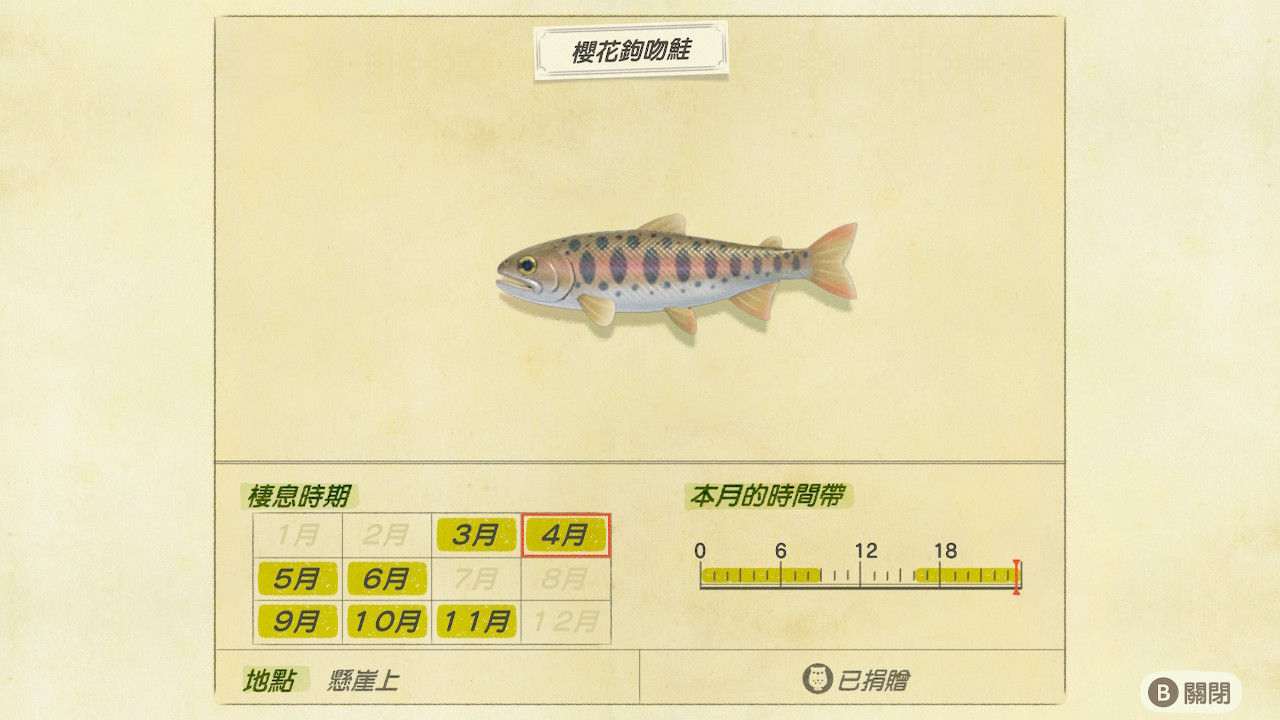 櫻花鉤吻鮭
棲息時期
1月 2月 3月 4月
5月 6月 7月 8月
9月 10月 11月 12月
本月的時間帶
0 6 12 18
地點 懸崖上
已捐贈
B 關閉